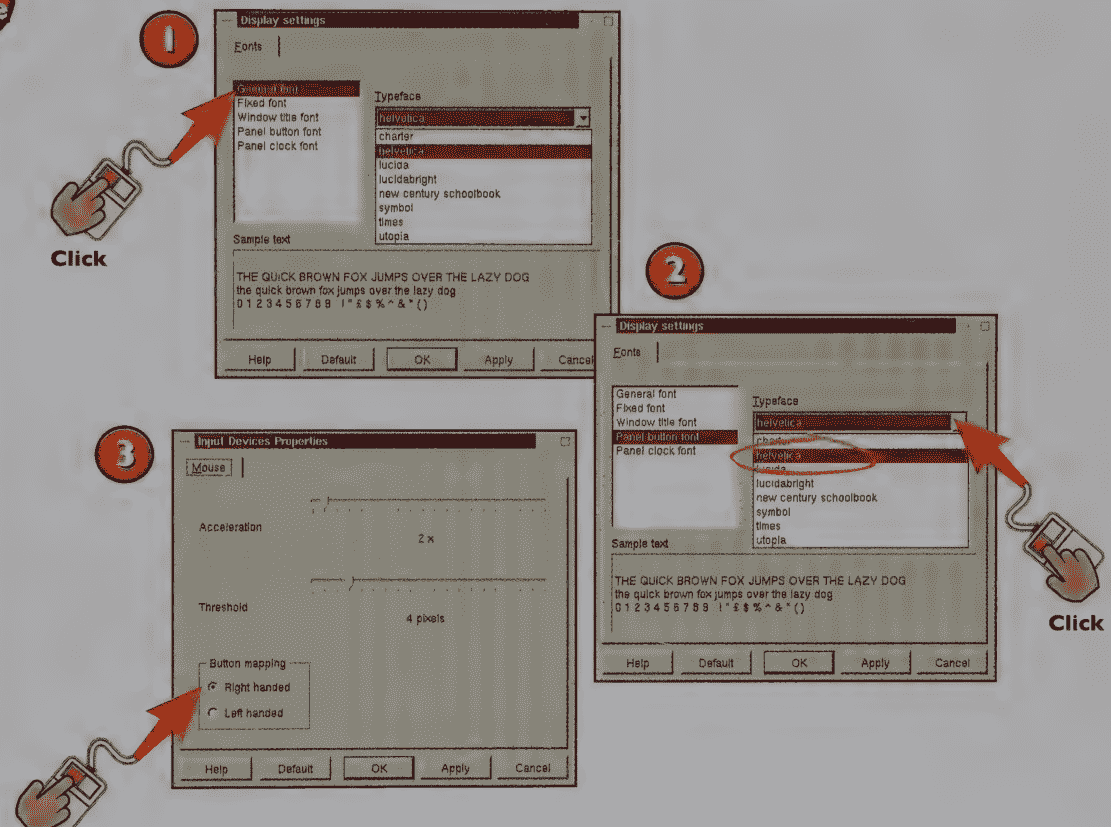 e
1
Display settings
Fonts
General font
Fixed font
Window title font
Panel button font
Panel clock font
Typeface
helvetica
charter
helvetica
lucida
lucidabright
new century schoolbook
symbol
times
utopia
Sample text
THE QUICK BROWN FOX JUMPS OVER THE LAZY DOG
the quick brown fox jumps over the lazy dog
0 1 2 3 4 5 6 7 8 9 ! " £ $ % ^ & * ( )
Help Default OK Apply Cancel
Click
2
Display settings
Fonts
General font
Fixed font
Window title font
Panel button font
Panel clock font
Typeface
helvetica
charter
helvetica
lucida
lucidabright
new century schoolbook
symbol
times
utopia
Sample text
THE QUICK BROWN FOX JUMPS OVER THE LAZY DOG
the quick brown fox jumps over the lazy dog
0 1 2 3 4 5 6 7 8 9 ! " £ $ % ^ & * ( )
Help Default OK Apply Cancel
Click
3
Input Devices Properties
Mouse
Acceleration
2 x
Threshold
4 pixels
Button mapping
Right handed
Left handed
Help Default OK Apply Cancel